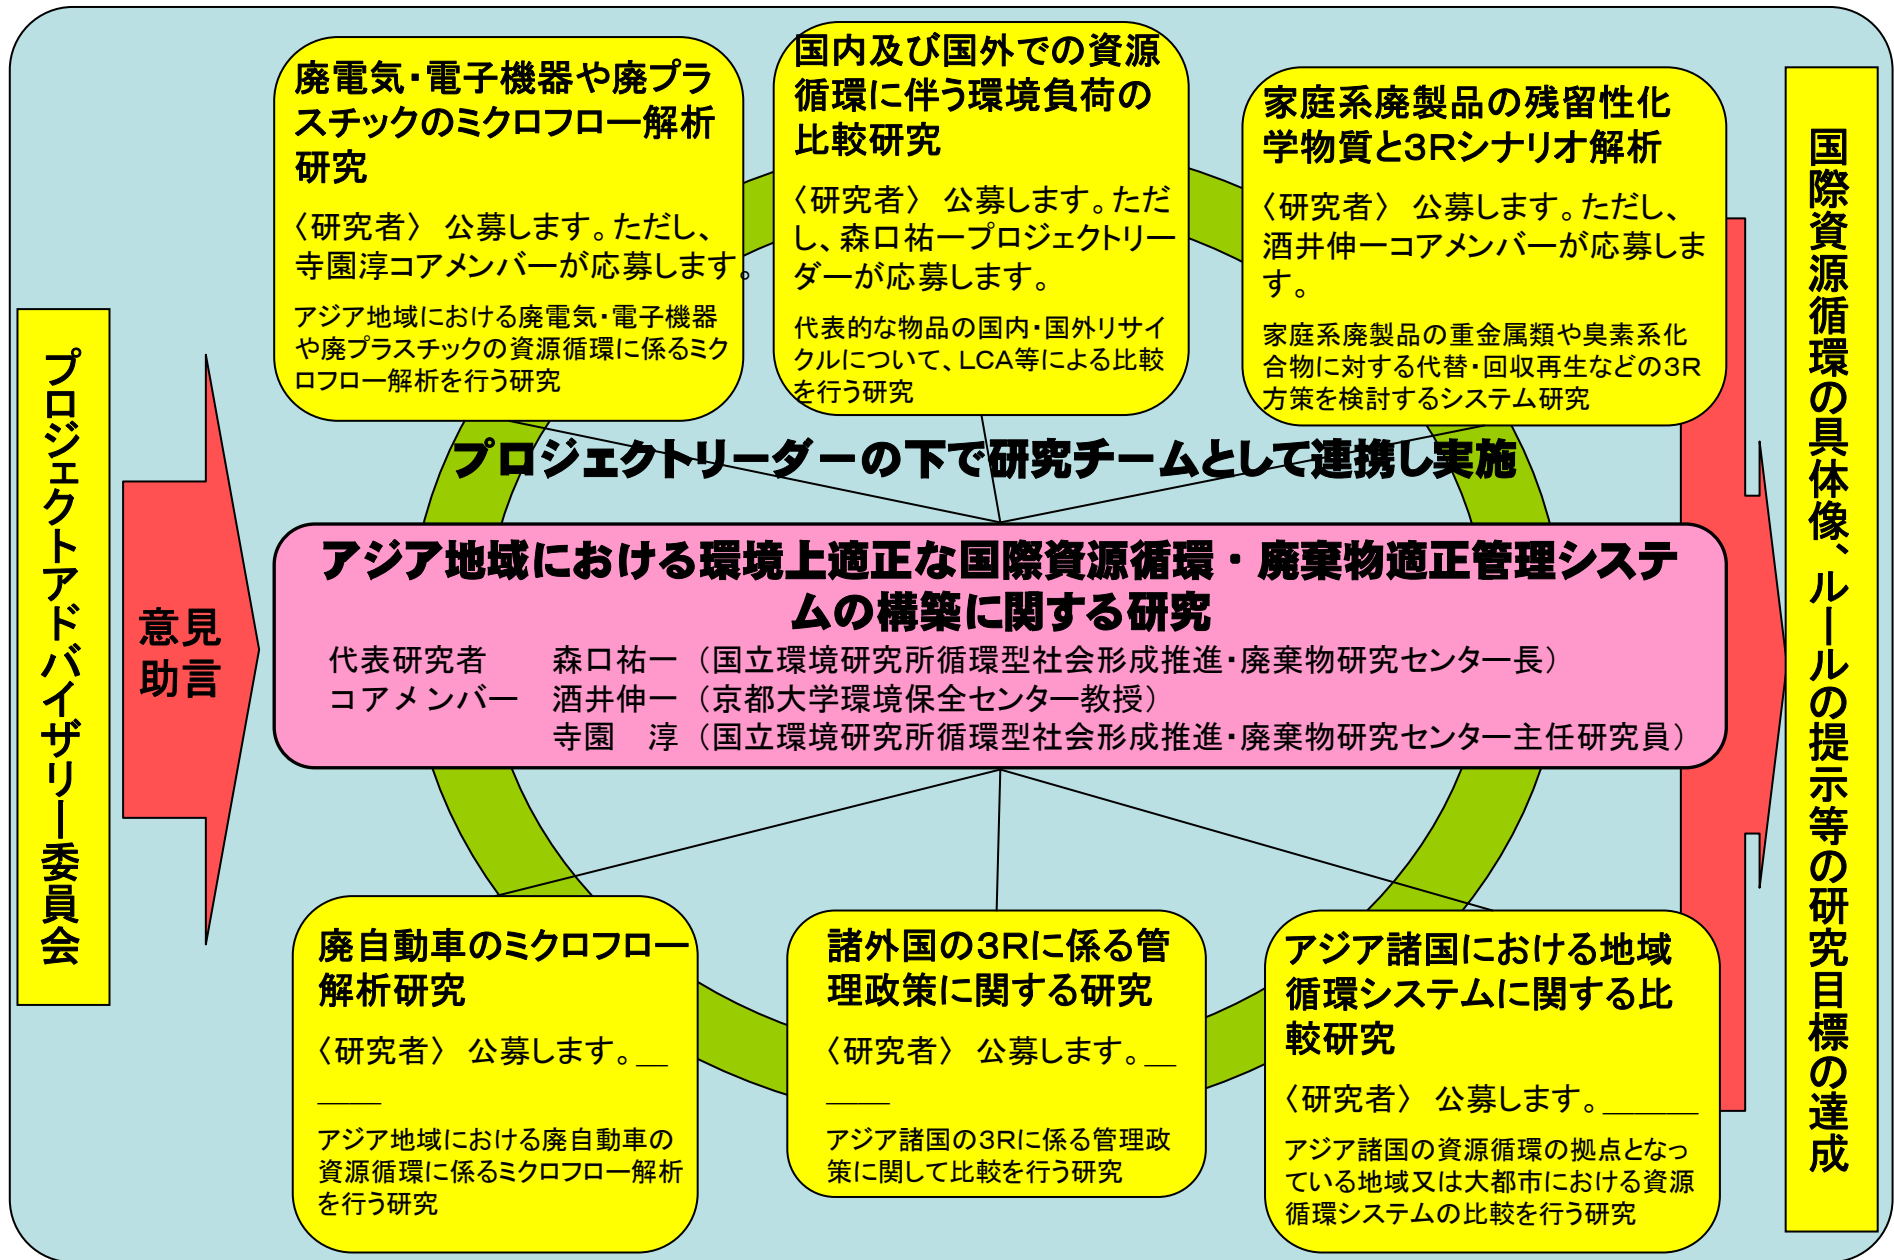 プロジェクトアドバイザリー委員会
意見
助言
廃電気・電子機器や廃プラ
スチックのミクロフロー解析
研究
〈研究者〉 公募します。ただし、
寺園淳コアメンバーが応募します。
アジア地域における廃電気・電子機器
や廃プラスチックの資源循環に係るミク
ロフロー解析を行う研究
国内及び国外での資源
循環に伴う環境負荷の
比較研究
〈研究者〉 公募します。ただ
し、森口祐一プロジェクトリー
ダーが応募します。
代表的な物品の国内・国外リサイ
クルについて、LCA等による比較
を行う研究
家庭系廃製品の残留性化
学物質と3Rシナリオ解析
〈研究者〉 公募します。ただし、
酒井伸一コアメンバーが応募しま
す。
家庭系廃製品の重金属類や臭素系化
合物に対する代替・回収再生などの3R
方策を検討するシステム研究
プロジェクトリーダーの下で研究チームとして連携し実施
アジア地域における環境上適正な国際資源循環・廃棄物適正管理システ
ムの構築に関する研究
代表研究者 森口祐一（国立環境研究所循環型社会形成推進・廃棄物研究センター長）
コアメンバー 酒井伸一（京都大学環境保全センター教授）
寺園 淳（国立環境研究所循環型社会形成推進・廃棄物研究センター主任研究員）
廃自動車のミクロフロー
解析研究
〈研究者〉 公募します。__
____
アジア地域における廃自動車の
資源循環に係るミクロフロー解析
を行う研究
諸外国の3Rに係る管
理政策に関する研究
〈研究者〉 公募します。__
____
アジア諸国の3Rに係る管理政
策に関して比較を行う研究
アジア諸国における地域
循環システムに関する比
較研究
〈研究者〉 公募します。______
アジア諸国の資源循環の拠点となっ
ている地域又は大都市における資源
循環システムの比較を行う研究
国際資源循環の具体像、ルールの提示等の研究目標の達成